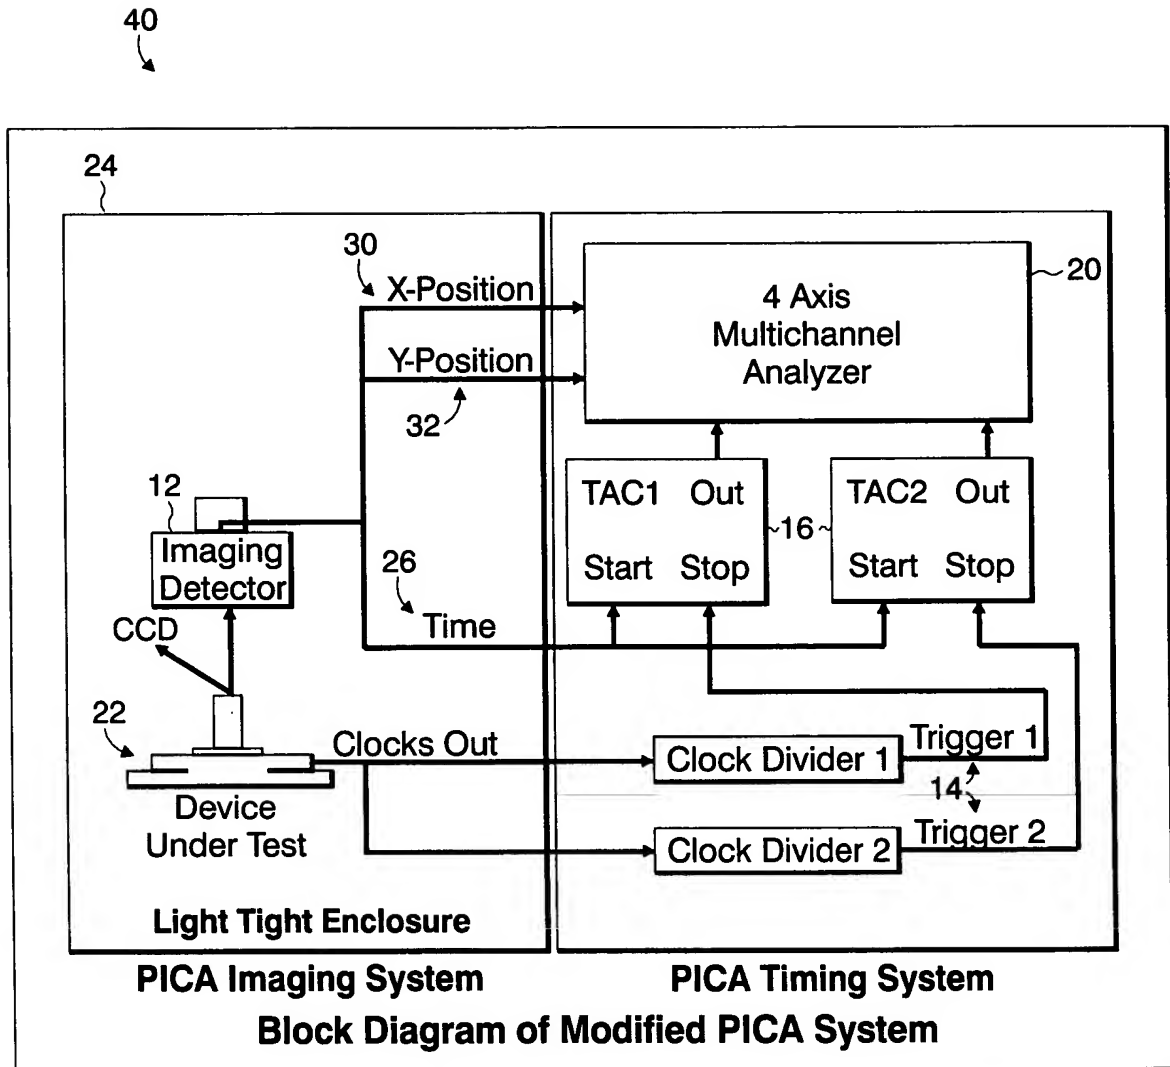 40
24
30
X-Position
Y-Position
32
4 Axis
Multichannel
Analyzer
20
12
Imaging
Detector
CCD
26
Time
TAC1 Out
Start Stop
16
TAC2 Out
Start Stop
22
Device
Under Test
Clocks Out
Clock Divider 1
Trigger 1
14
Clock Divider 2
Trigger 2
Light Tight Enclosure
PICA Imaging System
PICA Timing System
Block Diagram of Modified PICA System